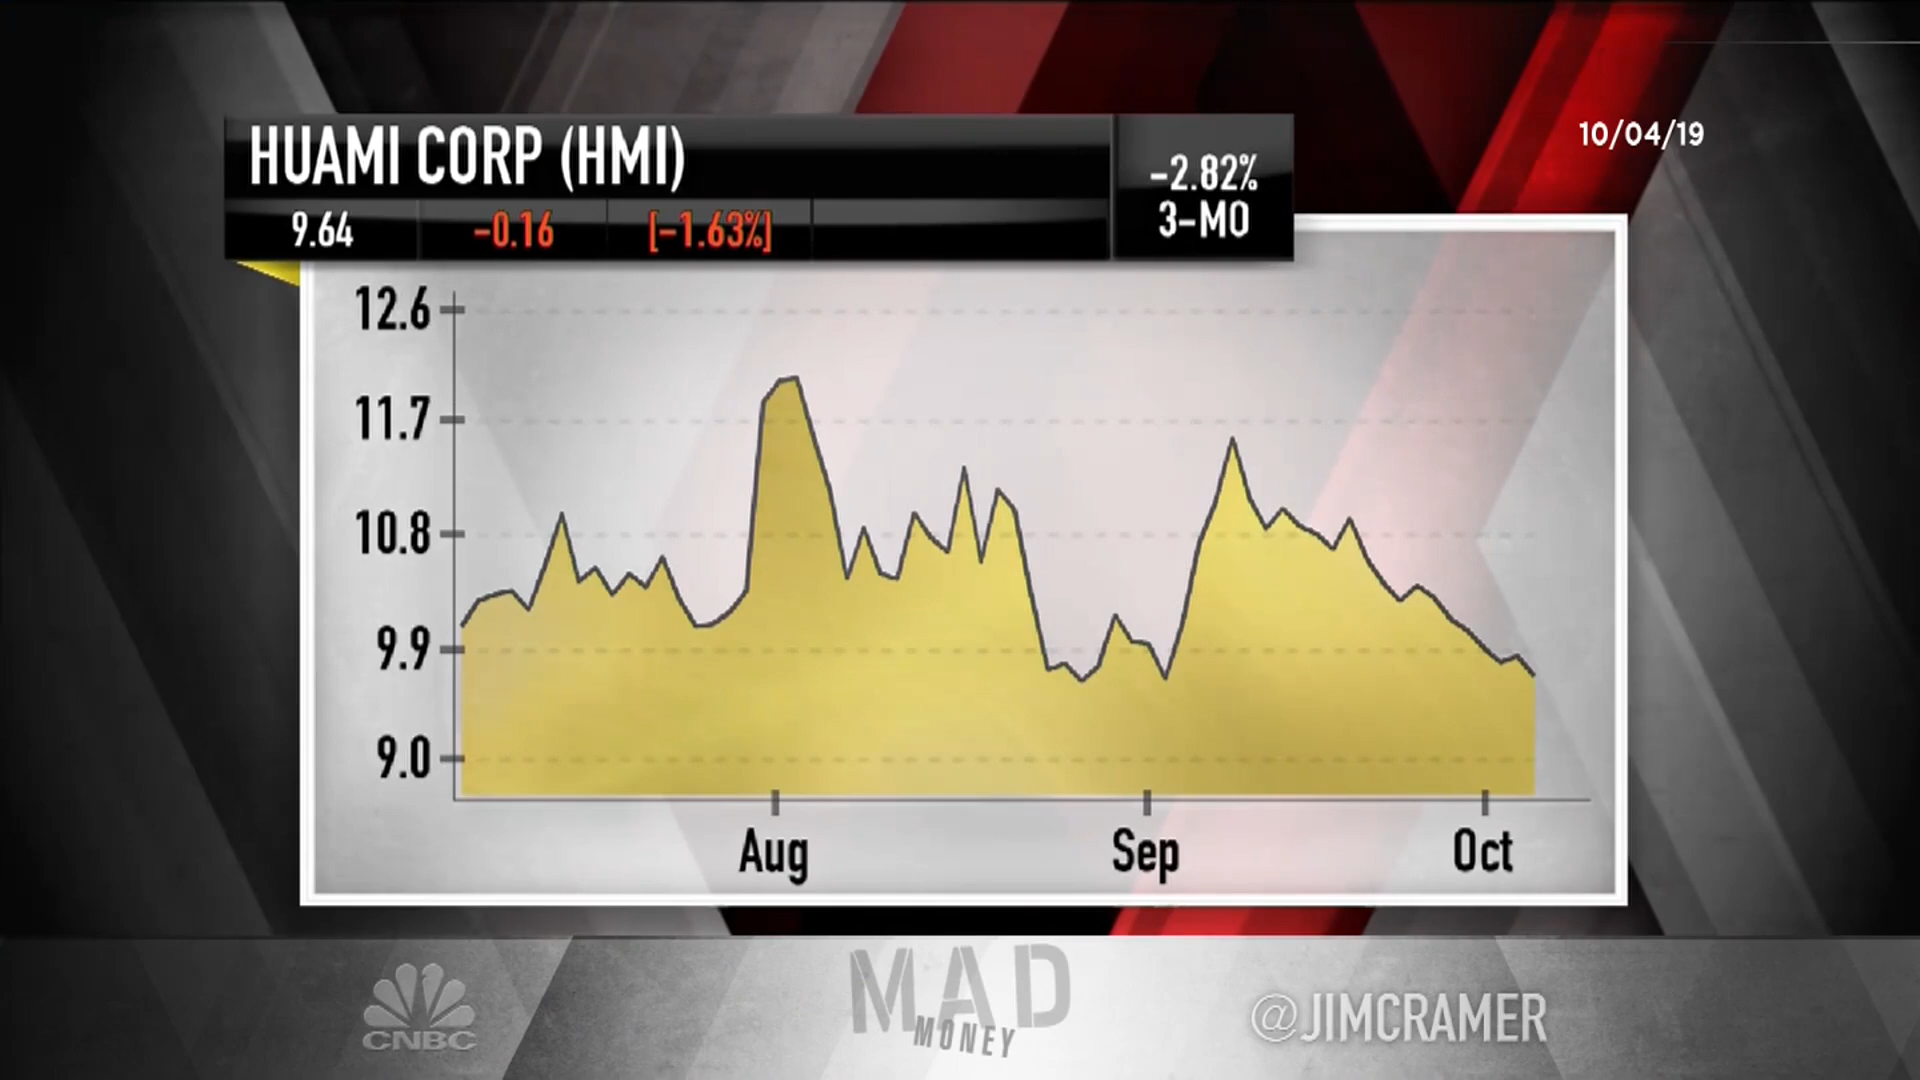 HUAMI CORP (HMI)
9.64 -0.16 [-1.63%]
-2.82%
3-MO
10/04/19
12.6
11.7
10.8
9.9
9.0
Aug Sep Oct
CNBC
MAD
MONEY
@JIMCRAMER